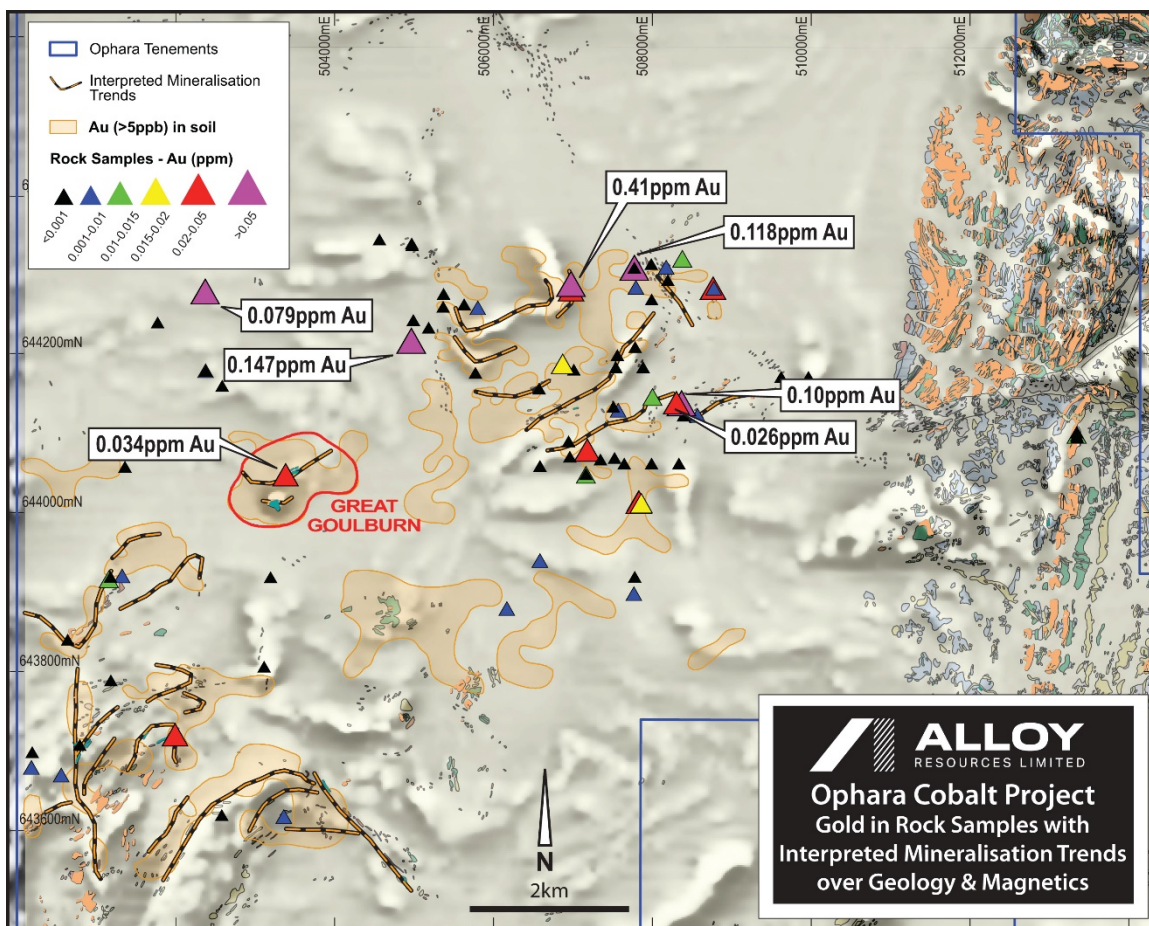 Ophara Tenements
Interpreted Mineralisation Trends
Au (>5ppb) in soil
Rock Samples - Au (ppm)
<0.001
0.001-0.01
0.01-0.015
0.015-0.02
0.02-0.05
>0.05
504000mE
506000mE
508000mE
510000mE
512000mE
0.41ppm Au
0.118ppm Au
0.079ppm Au
644200mN
0.147ppm Au
0.10ppm Au
0.026ppm Au
0.034ppm Au
644000mN
GREAT
GOULBURN
643800mN
643600mN
N
2km
ALLOY
RESOURCES LIMITED
Ophara Cobalt Project
Gold in Rock Samples with
Interpreted Mineralisation Trends
over Geology & Magnetics